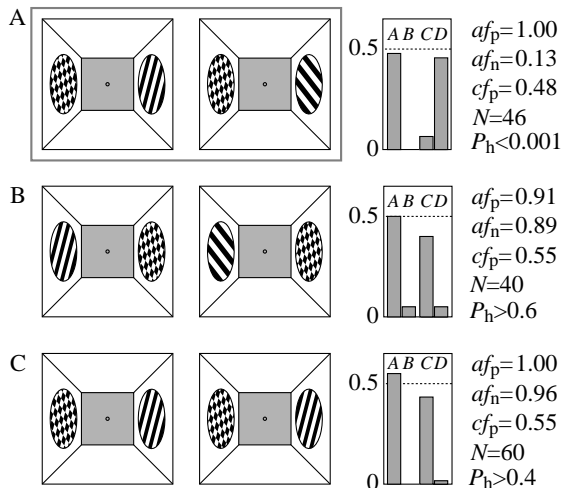 A
0.5
0
A B C D
af_p=1.00
af_n=0.13
cf_p=0.48
N=46
P_h<0.001
B
0.5
0
A B C D
af_p=0.91
af_n=0.89
cf_p=0.55
N=40
P_h>0.6
C
0.5
0
A B C D
af_p=1.00
af_n=0.96
cf_p=0.55
N=60
P_h>0.4